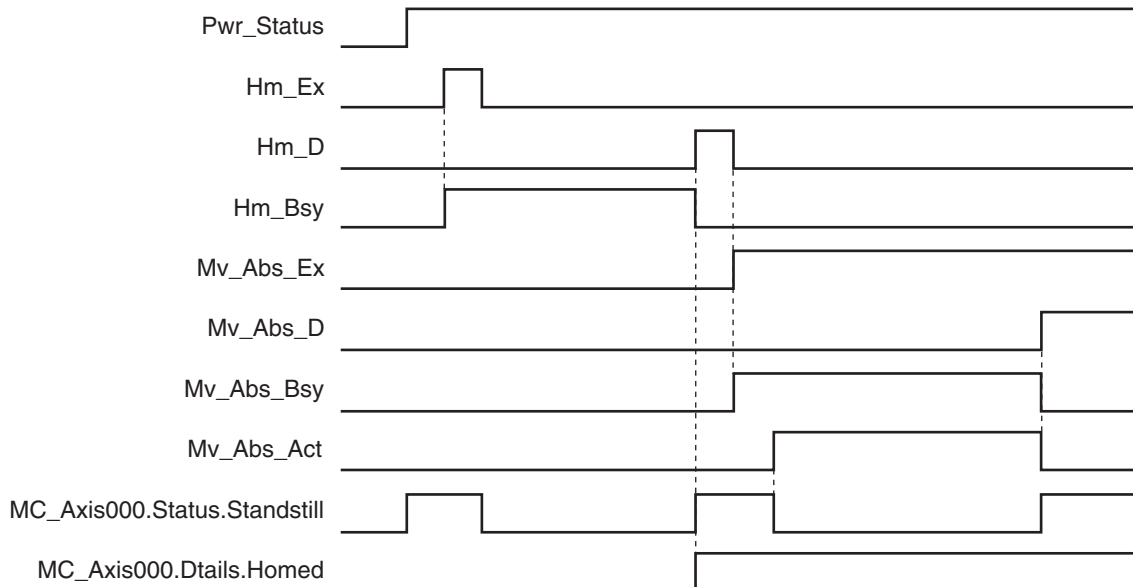 Pwr_Status
Hm_Ex
Hm_D
Hm_Bsy
Mv_Abs_Ex
Mv_Abs_D
Mv_Abs_Bsy
Mv_Abs_Act
MC_Axis000.Status.Standstill
MC_Axis000.Dtails.Homed